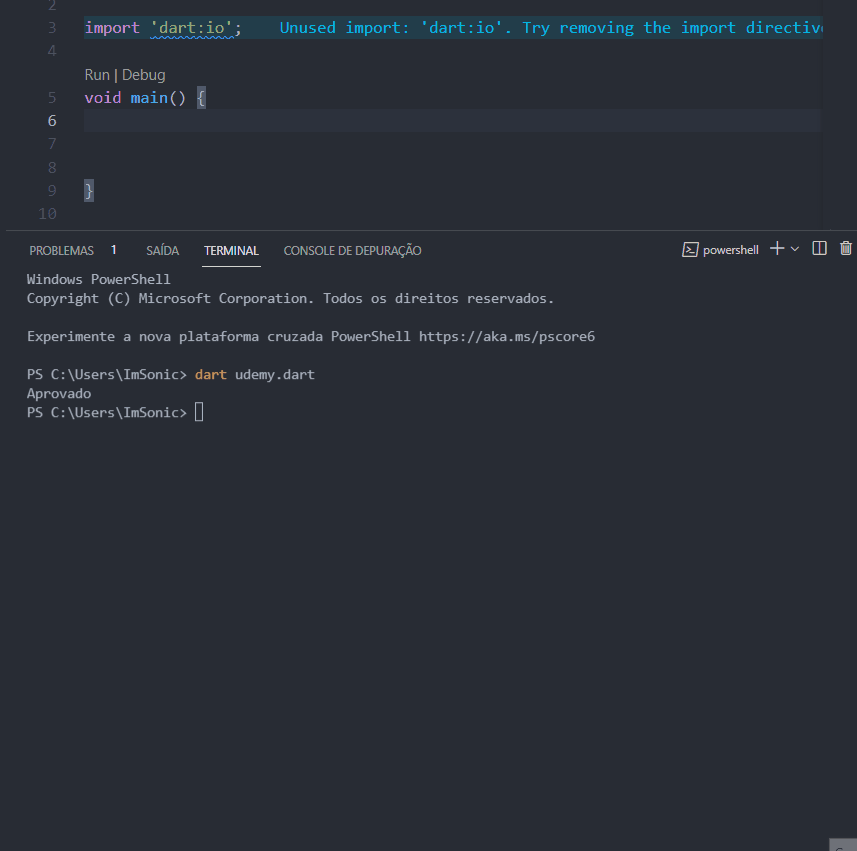 2
3 import 'dart:io'; Unused import: 'dart:io'. Try removing the import directive
4
Run | Debug
5 void main() {
6
7
8
9 }
10
PROBLEMAS 1 SAÍDA TERMINAL CONSOLE DE DEPURAÇÃO powershell
Windows PowerShell
Copyright (C) Microsoft Corporation. Todos os direitos reservados.
Experimente a nova plataforma cruzada PowerShell https://aka.ms/pscore6
PS C:\Users\ImSonic> dart udemy.dart
Aprovado
PS C:\Users\ImSonic>